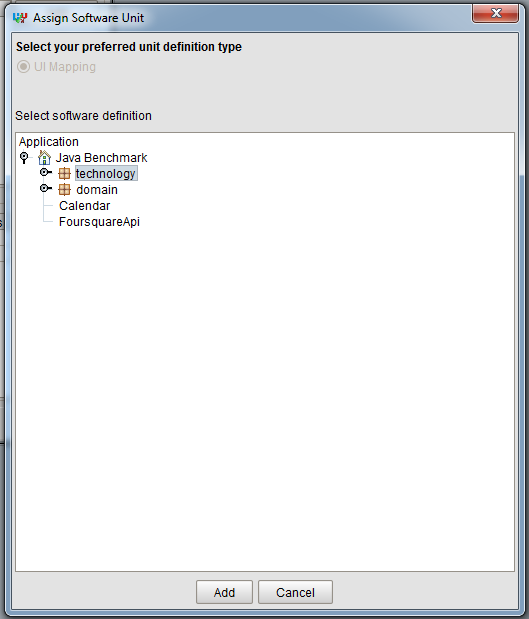 Assign Software Unit
Select your preferred unit definition type
UI Mapping
Select software definition
Application
Java Benchmark
technology
domain
Calendar
FoursquareApi
Add Cancel